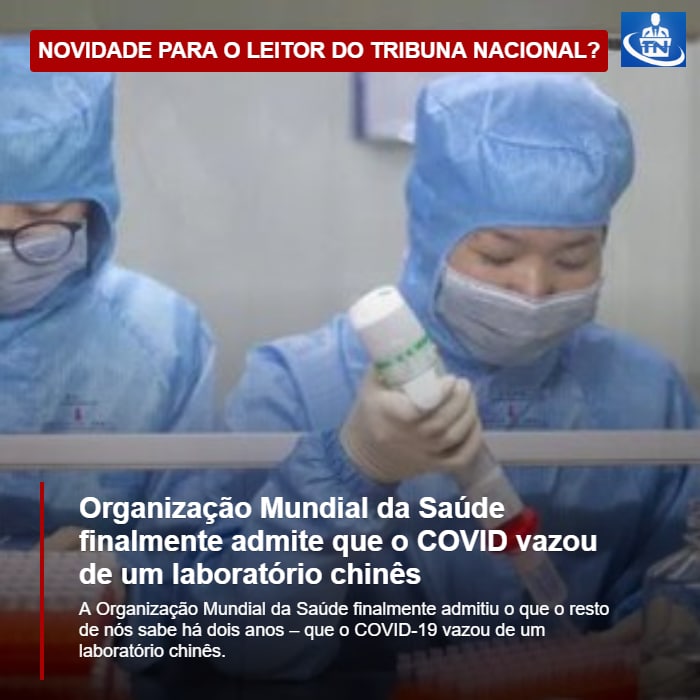 NOVIDADE PARA O LEITOR DO TRIBUNA NACIONAL?
TN
Organização Mundial da Saúde
finalmente admite que o COVID vazou
de um laboratório chinês
A Organização Mundial da Saúde finalmente admitiu o que o resto
de nós sabe há dois anos – que o COVID-19 vazou de um
laboratório chinês.